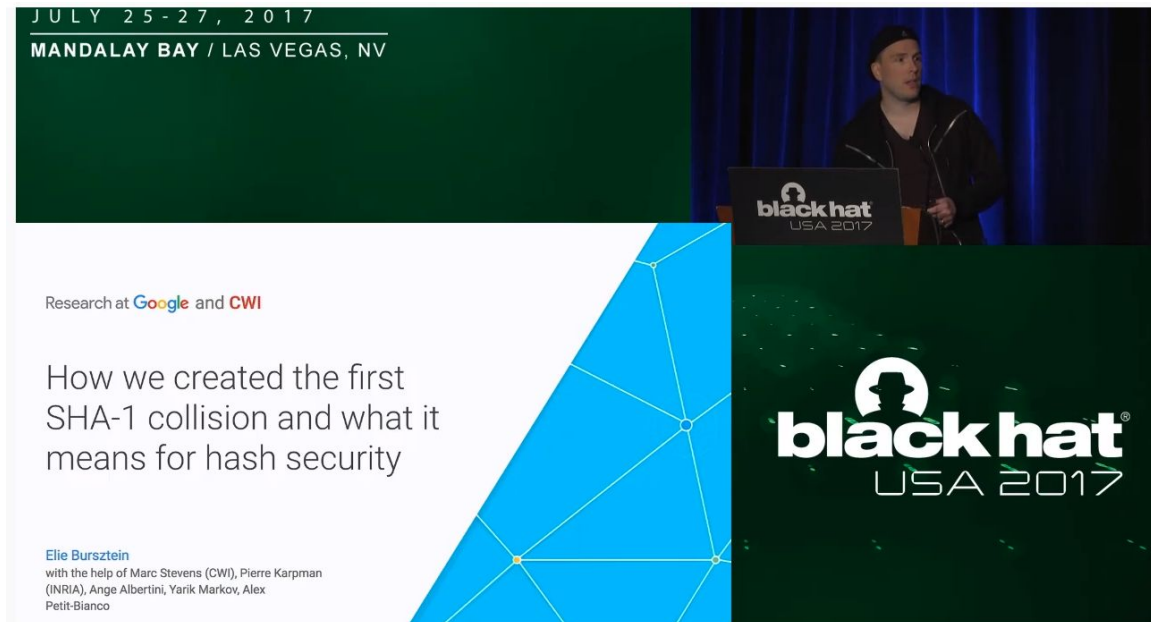 JULY 25-27, 2017
MANDALAY BAY / LAS VEGAS, NV
black hat
USA 2017
Research at Google and CWI
How we created the first
SHA-1 collision and what it
means for hash security
Elie Bursztein
with the help of Marc Stevens (CWI), Pierre Karpman
(INRIA), Ange Albertini, Yarik Markov, Alex
Petit-Bianco
black hat®
USA 2017